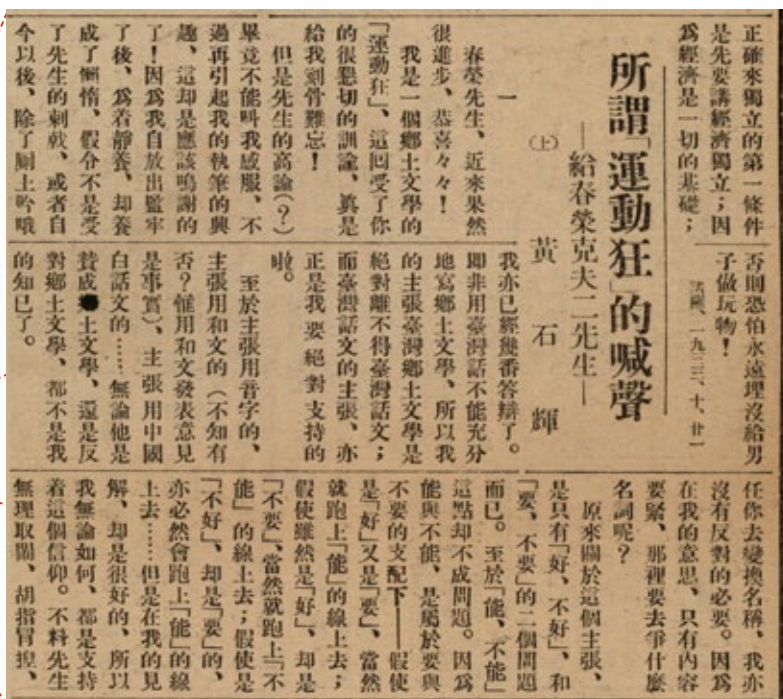 正確來獨立的第一條件
是先要講經濟獨立;因
爲經濟是一切的基礎;
否則恐怕永遠埋沒給男
子做玩物!
一九三三、十、廿一
所謂「運動狂」的喊聲
—給春榮克夫二先生—
(上)
黃石輝
一
春榮先生、近來果然
很進步、恭喜々々!
我是一個鄉土文學的
「運動狂」、這回受了你
的很懇切的訓諭、眞是
給我刻骨難忘!
但是先生的高論(?)
畢竟不能呌我感服、不
過再引起我的執筆的興
趣、這却是應該鳴謝的
了!因爲我自放出監牢
了後、爲着靜養、却養
成了懶惰、假令不是受
了先生的刺戟、或者自
今以後、除了厠上吟哦
我亦已經幾番答辯了。
即非用臺灣話不能充分
地寫鄉土文學、所以我
的主張臺灣鄉土文學是
絕對離不得臺灣話文;
而臺灣話文的主張、亦
正是我要絕對支持的
啦。
至於主張用音字的、
主張用和文的(不知有
否?惟用和文發表意見
是事實)、主張用中國
白話文的……無論他是
贊成鄉土文學、還是反
對鄉土文學、都不是我
的知已了。
任你去變換名稱、我亦
沒有反對的必要。因爲
在我的意思、只有內容
要緊、那裡要去爭什麼
名詞呢?
原來關於這個主張、
是只有「好、不好」、和
「要、不要」的二個問題
而已。至於「能、不能」
這點却不成問題。因爲
能與不能、是屬於要與
不要的支配下——假使
是「好」又是「要」、當然
就跑上「能」的線上去;
假使雖然是「好」、却是
「不要」、當然就跑上「不
能」的線上去;假使是
「不好」、却是「要」的、
亦必然會跑上「能」的線
上去……但是在我的見
解、却是很好的、所以
我無論如何、都是支持
着這個信仰。不料先生
無理取鬧、胡指冒揑、